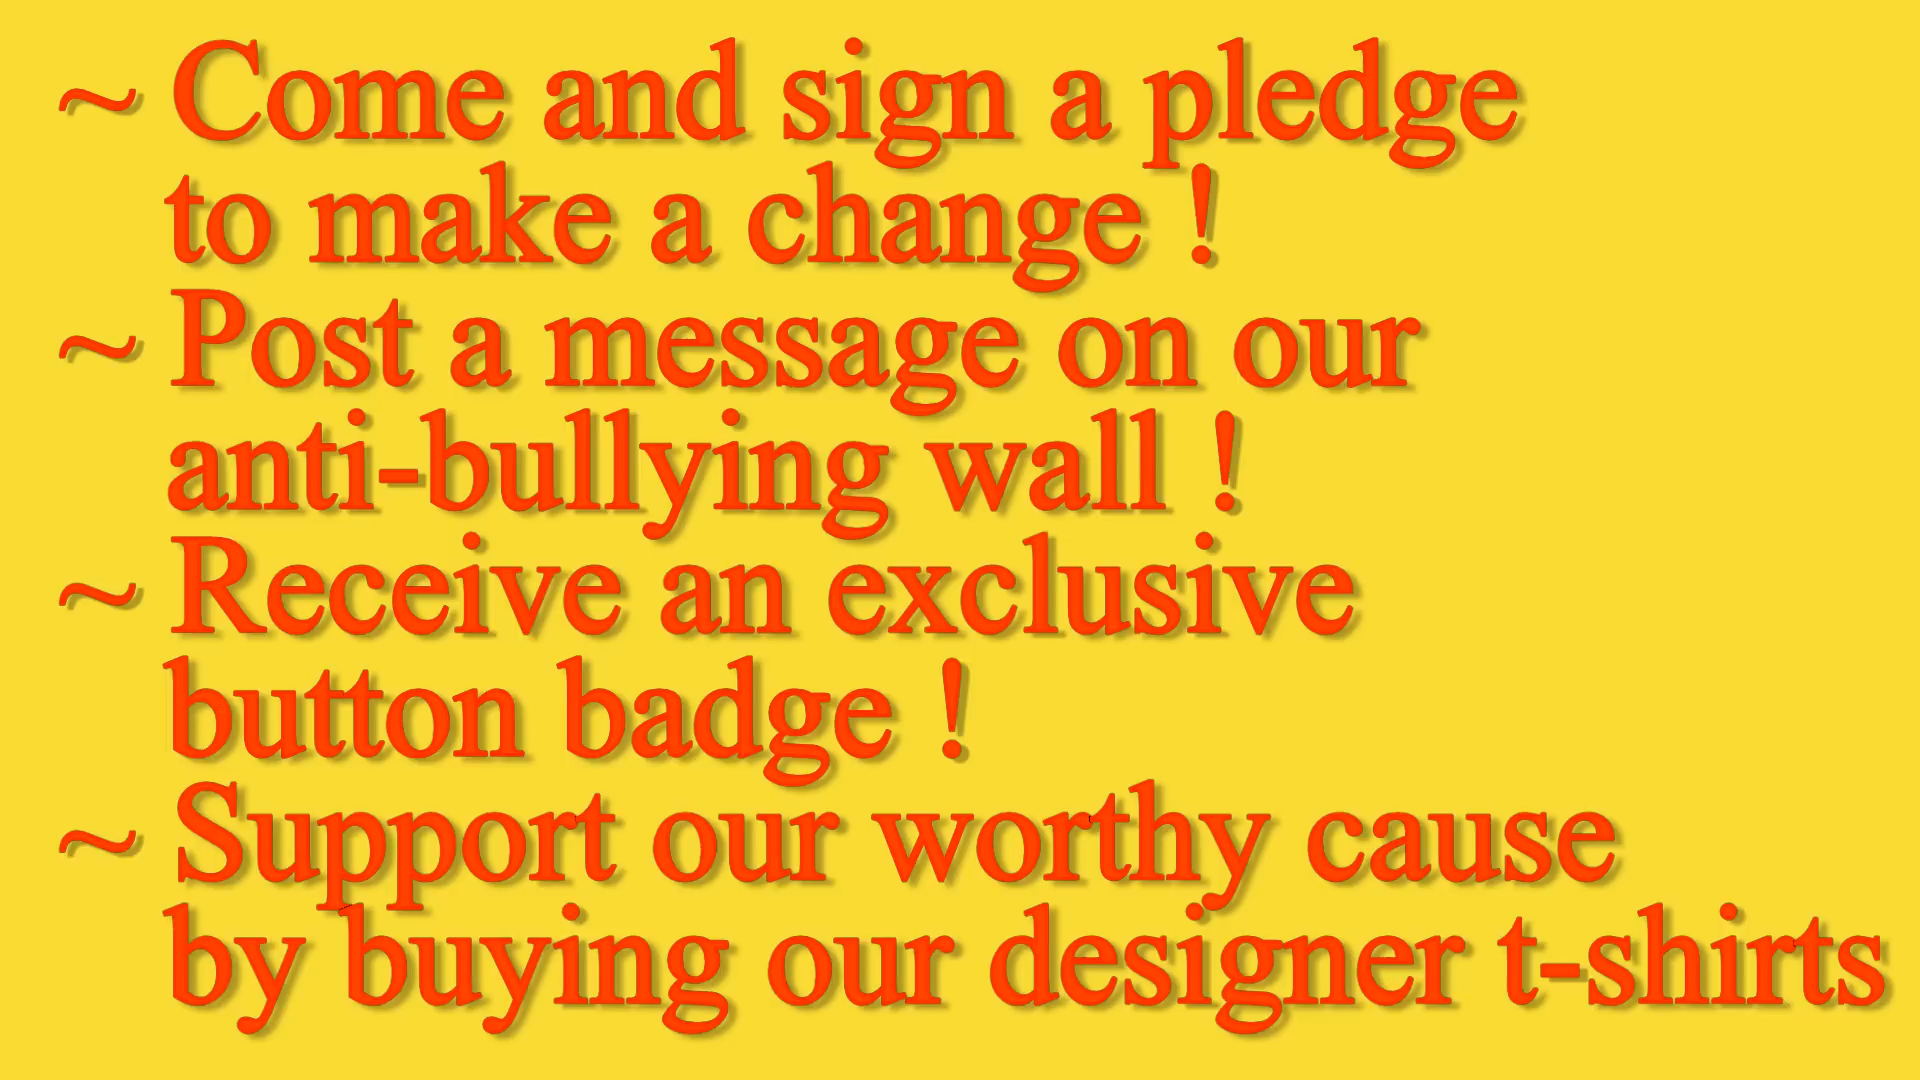 ~ Come and sign a pledge
to make a change !
~ Post a message on our
anti-bullying wall !
~ Receive an exclusive
button badge !
~ Support our worthy cause
by buying our designer t-shirts